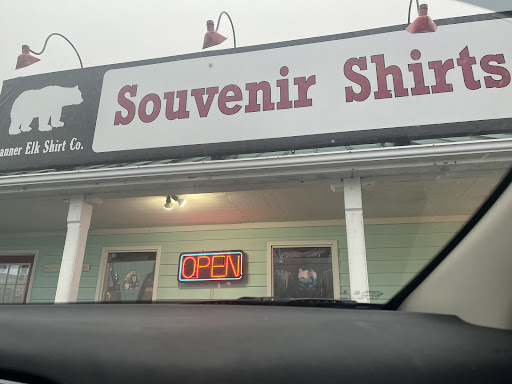 Souvenir Shirts
anner Elk Shirt Co.
OPEN